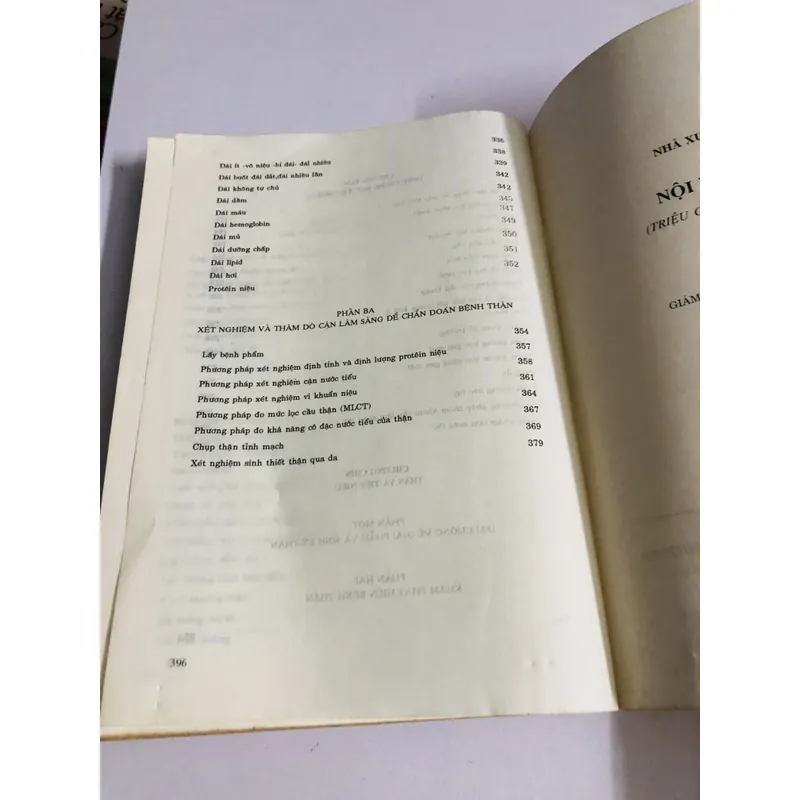 336
Đái ít -vô niệu -bí đái- đái nhiều 338
Đái buốt đái dắt,đái nhiều lần 339
Đái không tự chủ 342
Đái dầm 342
Đái máu 345
Đái hemoglobin 347
Đái mủ 349
Đái dưỡng chấp 350
Đái lipid 351
Đái hơi 352
Protêin niệu
PHẦN BA
XÉT NGHIỆM VÀ THĂM DÒ CẬN LÂM SÀNG ĐỂ CHẨN ĐOÁN BỆNH THẬN
Lấy bệnh phẩm 354
Phương pháp xét nghiệm định tính và định lượng protêin niệu 357
Phương pháp xét nghiệm cặn nước tiểu 358
Phương pháp xét nghiệm vi khuẩn niệu 361
Phương pháp đo mức lọc cầu thận (MLCT) 364
Phương pháp đo khả năng cô đặc nước tiểu của thận 367
Chụp thận tĩnh mạch 369
Xét nghiệm sinh thiết thận qua da 379
396
NHÀ XU
NỘI
(TRIỆU C
GIÁM